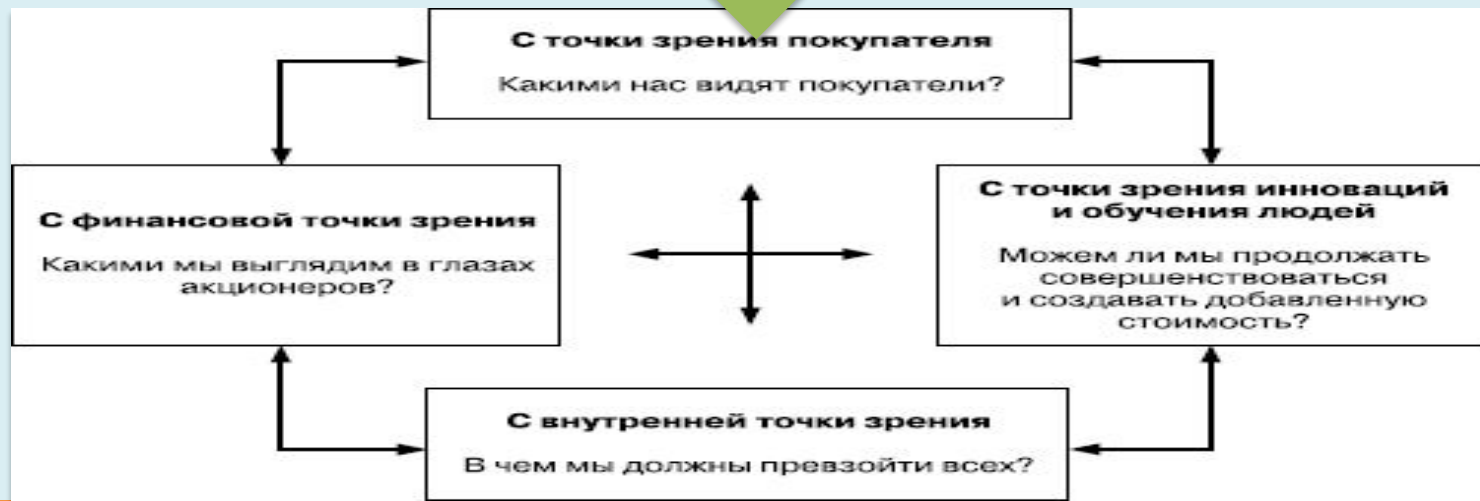 С точки зрения покупателя
Какими нас видят покупатели?
С финансовой точки зрения
Какими мы выглядим в глазах
акционеров?
С точки зрения инноваций
и обучения людей
Можем ли мы продолжать
совершенствоваться
и создавать добавленную
стоимость?
С внутренней точки зрения
В чем мы должны превзойти всех?